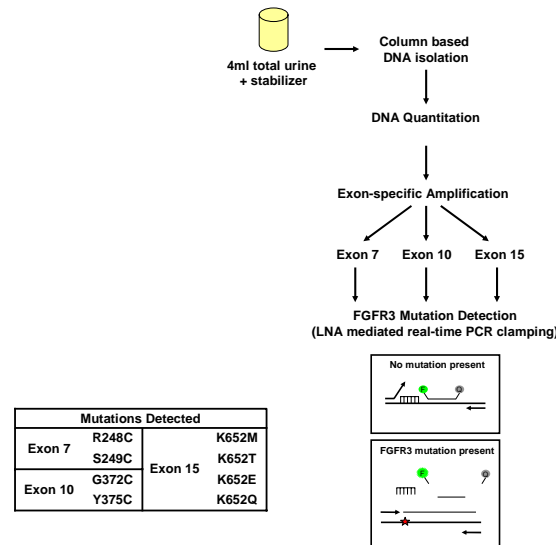 4ml total urine
+ stabilizer
Column based
DNA isolation
DNA Quantitation
Exon-specific Amplification
Exon 7 Exon 10 Exon 15
FGFR3 Mutation Detection
(LNA mediated real-time PCR clamping)
No mutation present
F Q
FGFR3 mutation present
F Q
Mutations Detected
Exon 7 R248C S249C
Exon 10 G372C Y375C
Exon 15 K652M K652T K652E K652Q